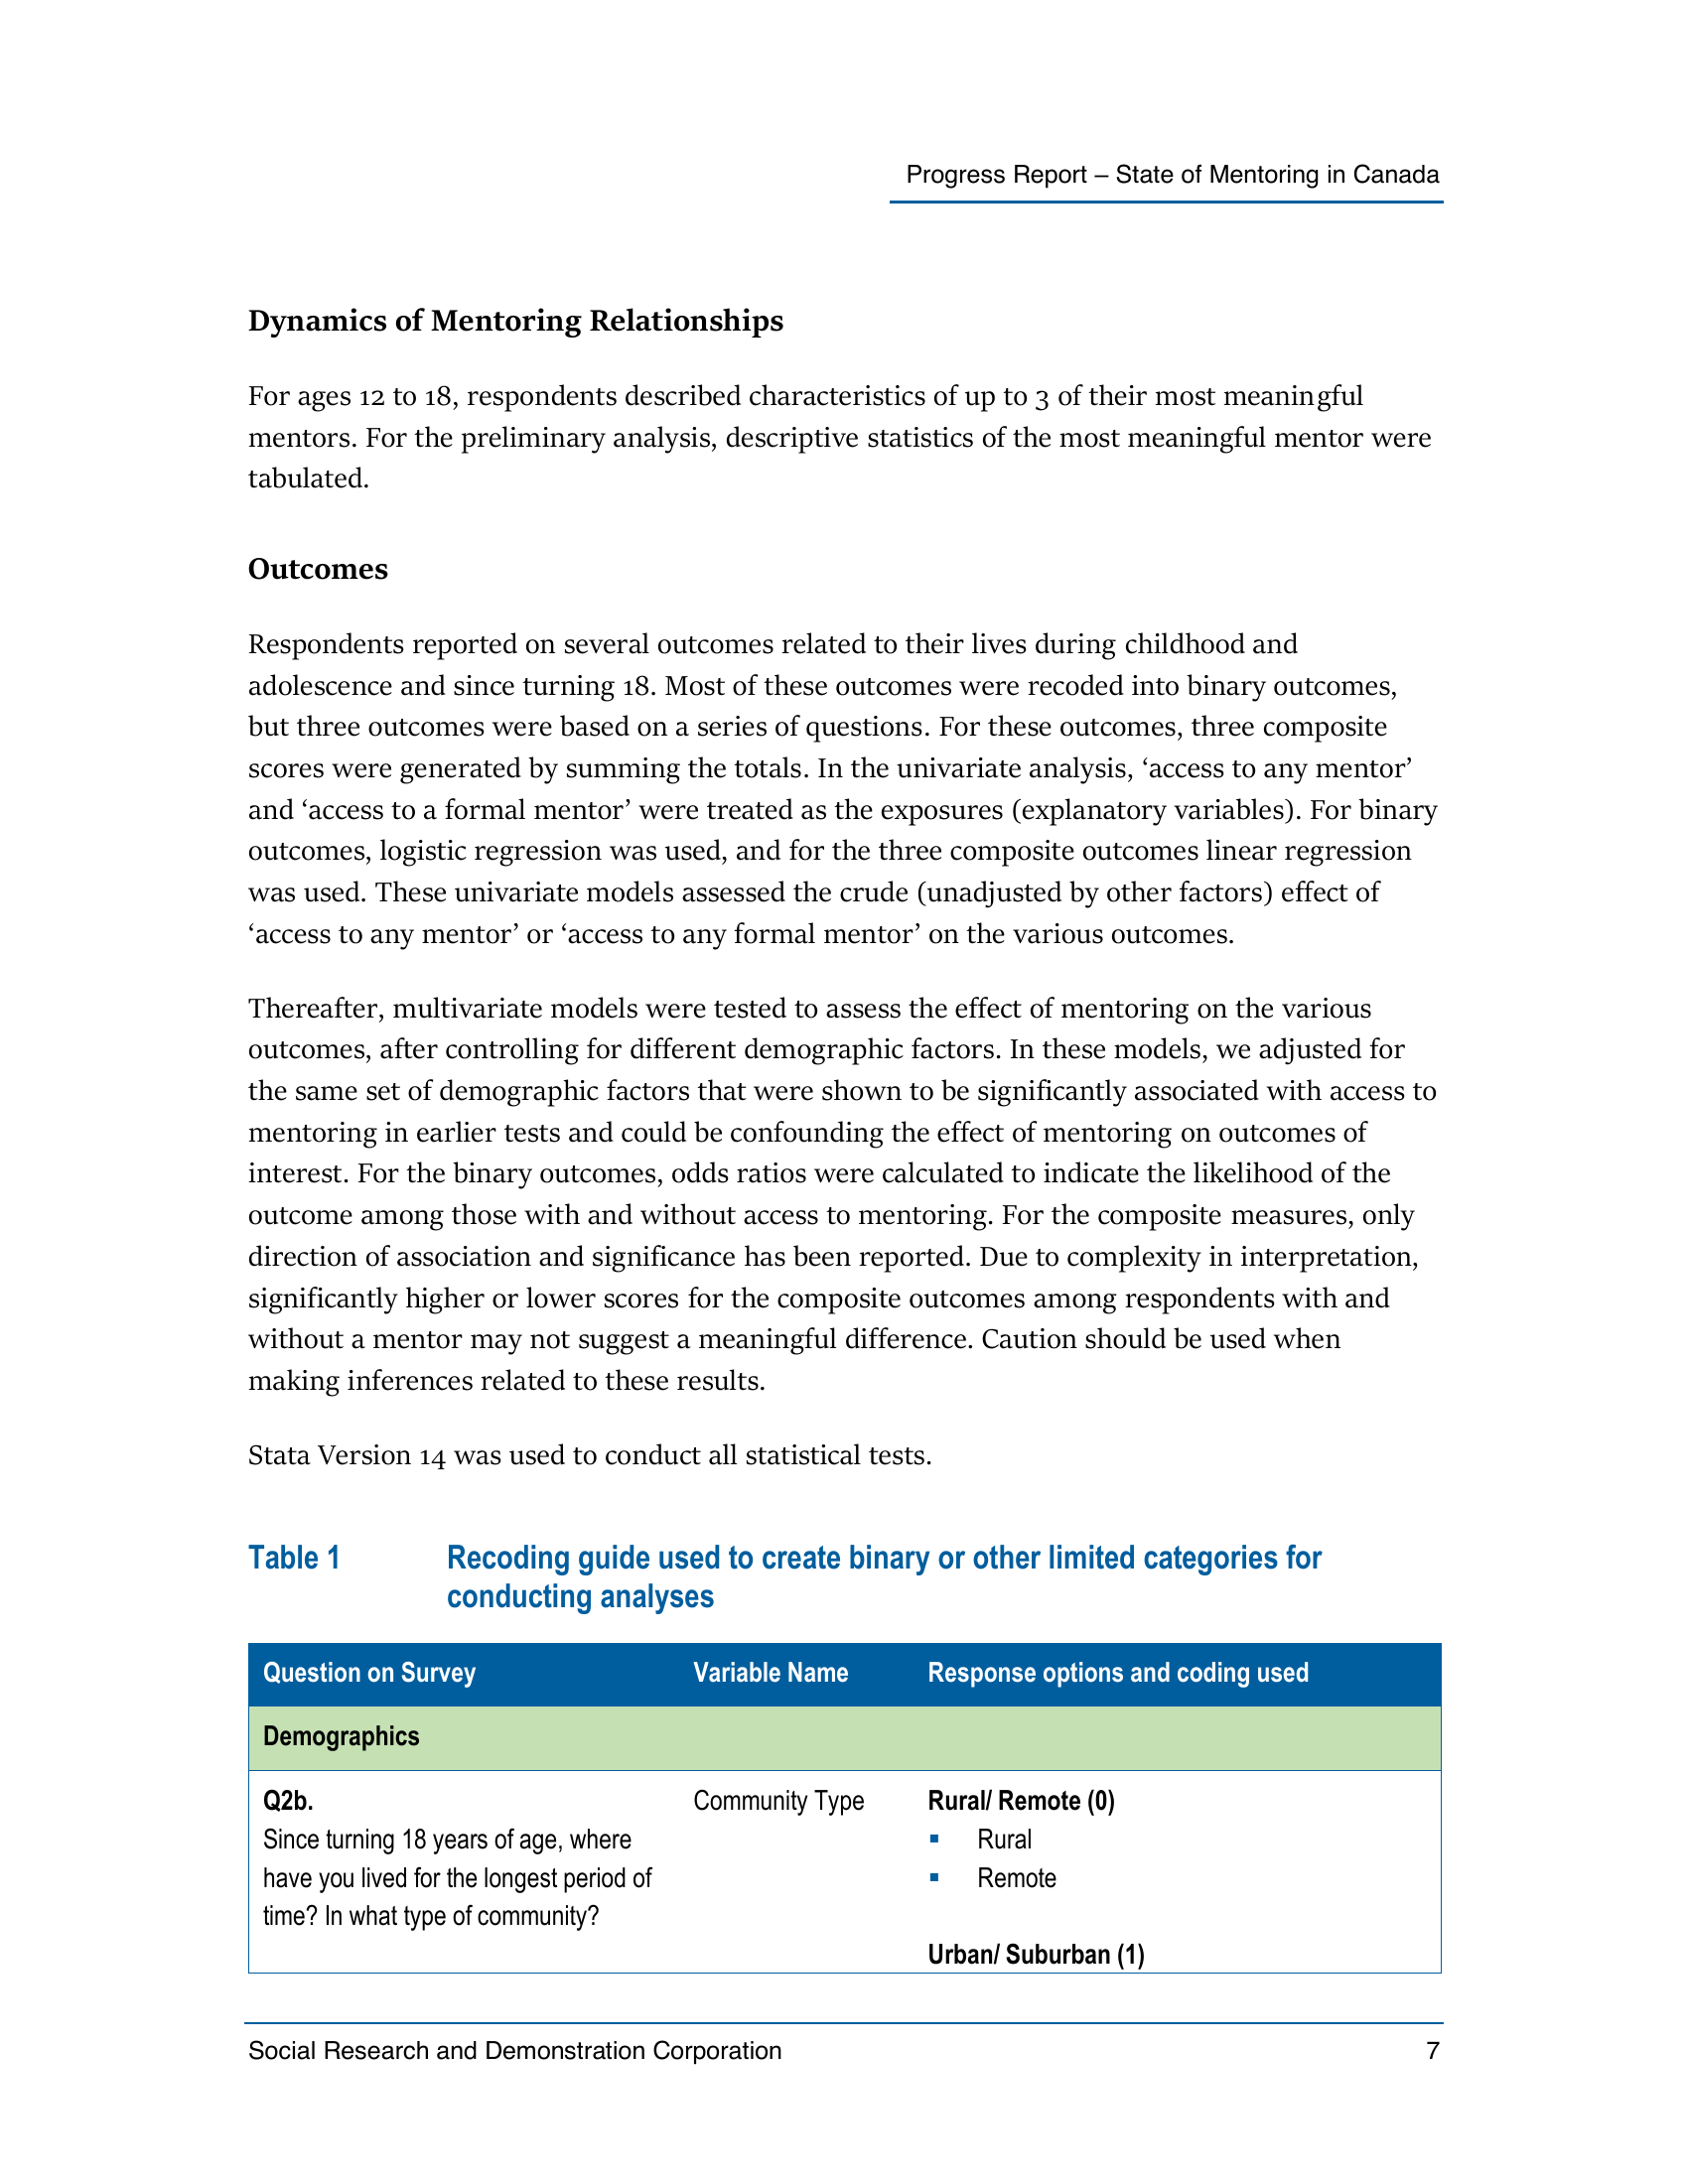 Progress Report – State of Mentoring in Canada
Dynamics of Mentoring Relationships
For ages 12 to 18, respondents described characteristics of up to 3 of their most meaningful
mentors. For the preliminary analysis, descriptive statistics of the most meaningful mentor were
tabulated.
Outcomes
Respondents reported on several outcomes related to their lives during childhood and
adolescence and since turning 18. Most of these outcomes were recoded into binary outcomes,
but three outcomes were based on a series of questions. For these outcomes, three composite
scores were generated by summing the totals. In the univariate analysis, ‘access to any mentor’
and ‘access to a formal mentor’ were treated as the exposures (explanatory variables). For binary
outcomes, logistic regression was used, and for the three composite outcomes linear regression
was used. These univariate models assessed the crude (unadjusted by other factors) effect of
‘access to any mentor’ or ‘access to any formal mentor’ on the various outcomes.
Thereafter, multivariate models were tested to assess the effect of mentoring on the various
outcomes, after controlling for different demographic factors. In these models, we adjusted for
the same set of demographic factors that were shown to be significantly associated with access to
mentoring in earlier tests and could be confounding the effect of mentoring on outcomes of
interest. For the binary outcomes, odds ratios were calculated to indicate the likelihood of the
outcome among those with and without access to mentoring. For the composite measures, only
direction of association and significance has been reported. Due to complexity in interpretation,
significantly higher or lower scores for the composite outcomes among respondents with and
without a mentor may not suggest a meaningful difference. Caution should be used when
making inferences related to these results.
Stata Version 14 was used to conduct all statistical tests.
Table 1 Recoding guide used to create binary or other limited categories for
conducting analyses
Question on Survey Variable Name Response options and coding used
Demographics
Q2b. Community Type Rural/ Remote (0)
Since turning 18 years of age, where ▪ Rural
have you lived for the longest period of ▪ Remote
time? In what type of community?
Urban/ Suburban (1)
Social Research and Demonstration Corporation 7